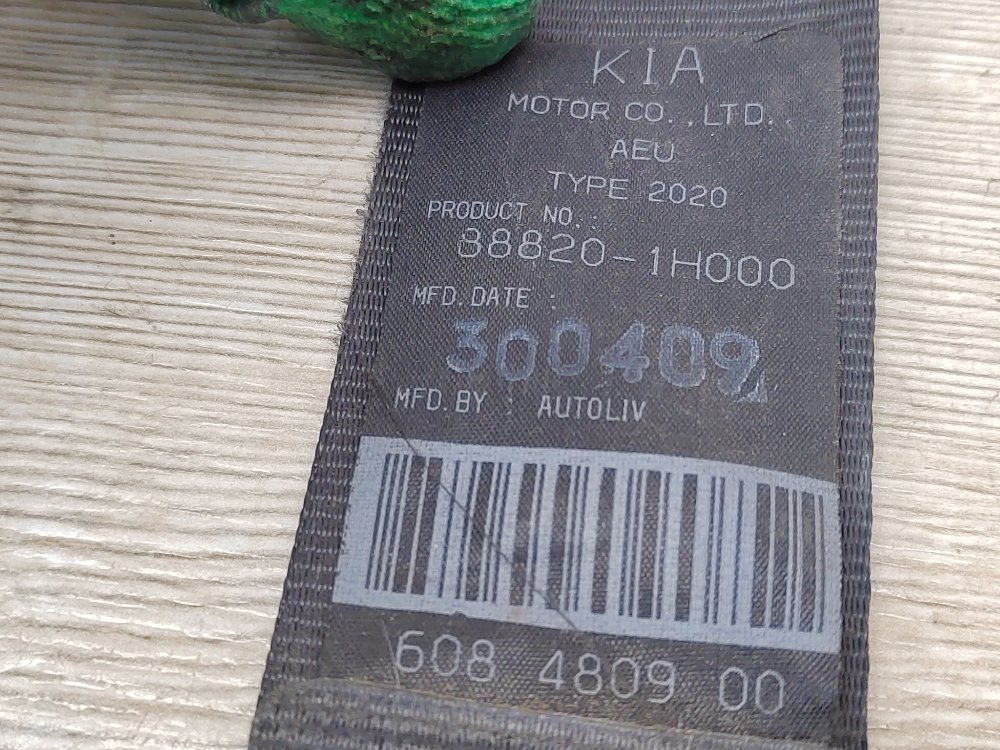 KIA
MOTOR CO.,LTD.
AEU
TYPE 2020
PRODUCT NO.:
88820-1H000
MFD.DATE :
300409
MFD.BY : AUTOLIV
608 4809 00